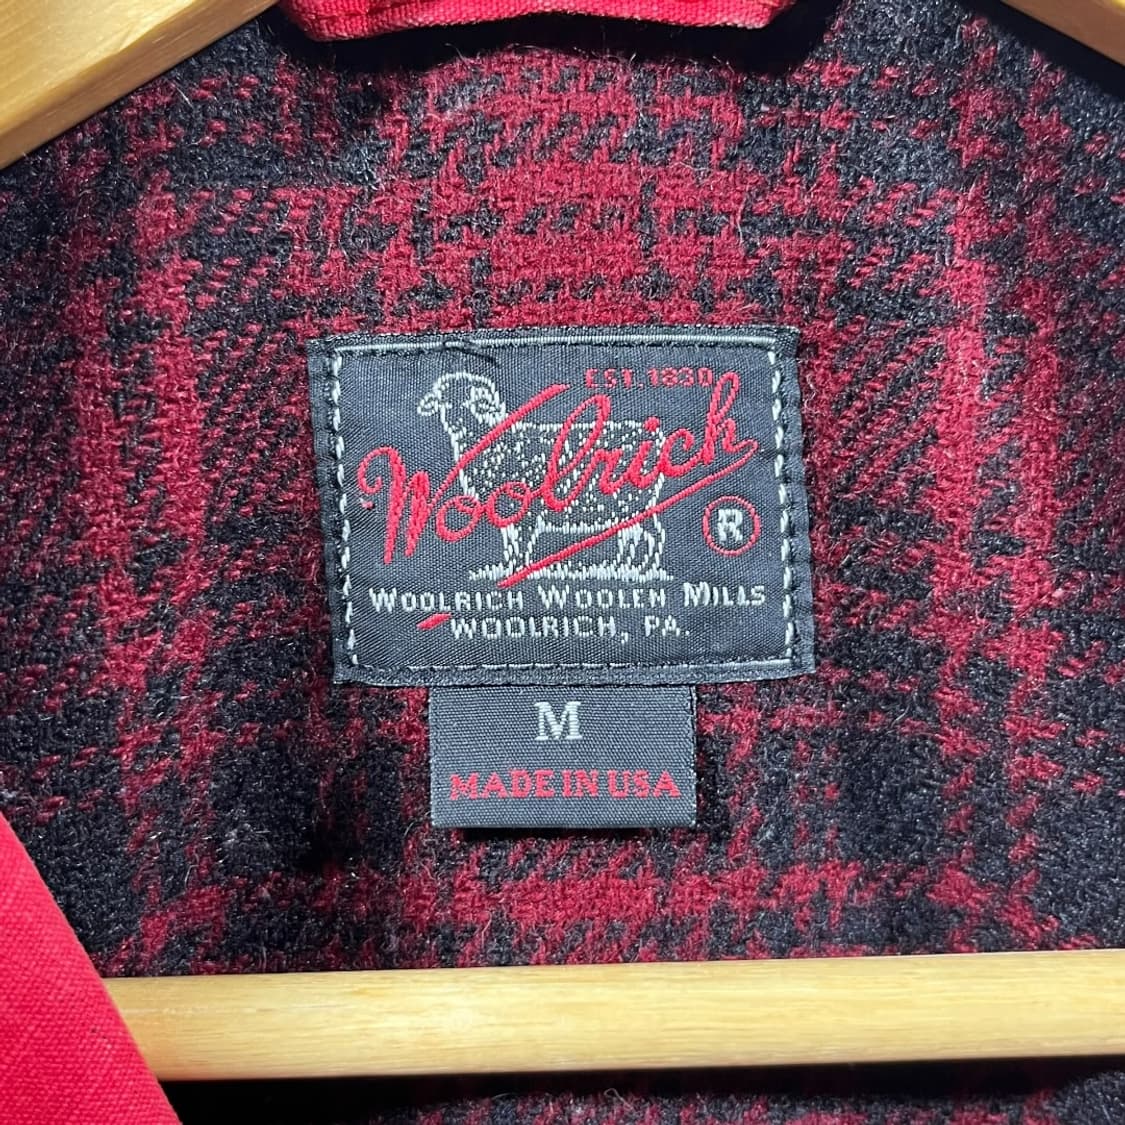 EST. 1830
Woolrich
®
WOOLRICH WOOLEN MILLS
WOOLRICH, PA.
M
MADE IN USA